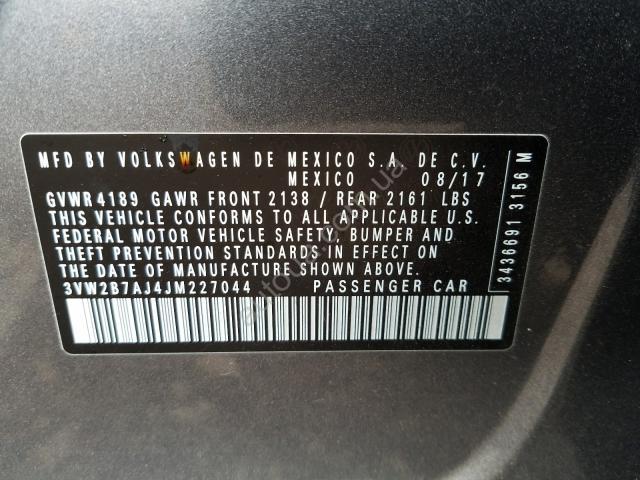 MFD BY VOLKSWAGEN DE MEXICO S.A. DE C.V.
MEXICO 08/17
GVWR 4189 GAWR FRONT 2138 / REAR 2161 LBS
THIS VEHICLE CONFORMS TO ALL APPLICABLE U.S.
FEDERAL MOTOR VEHICLE SAFETY, BUMPER AND
THEFT PREVENTION STANDARDS IN EFFECT ON
THE DATE OF MANUFACTURE SHOWN ABOVE.
3VW2B7AJ4JM227044 PASSENGER CAR
3436691 3156 M